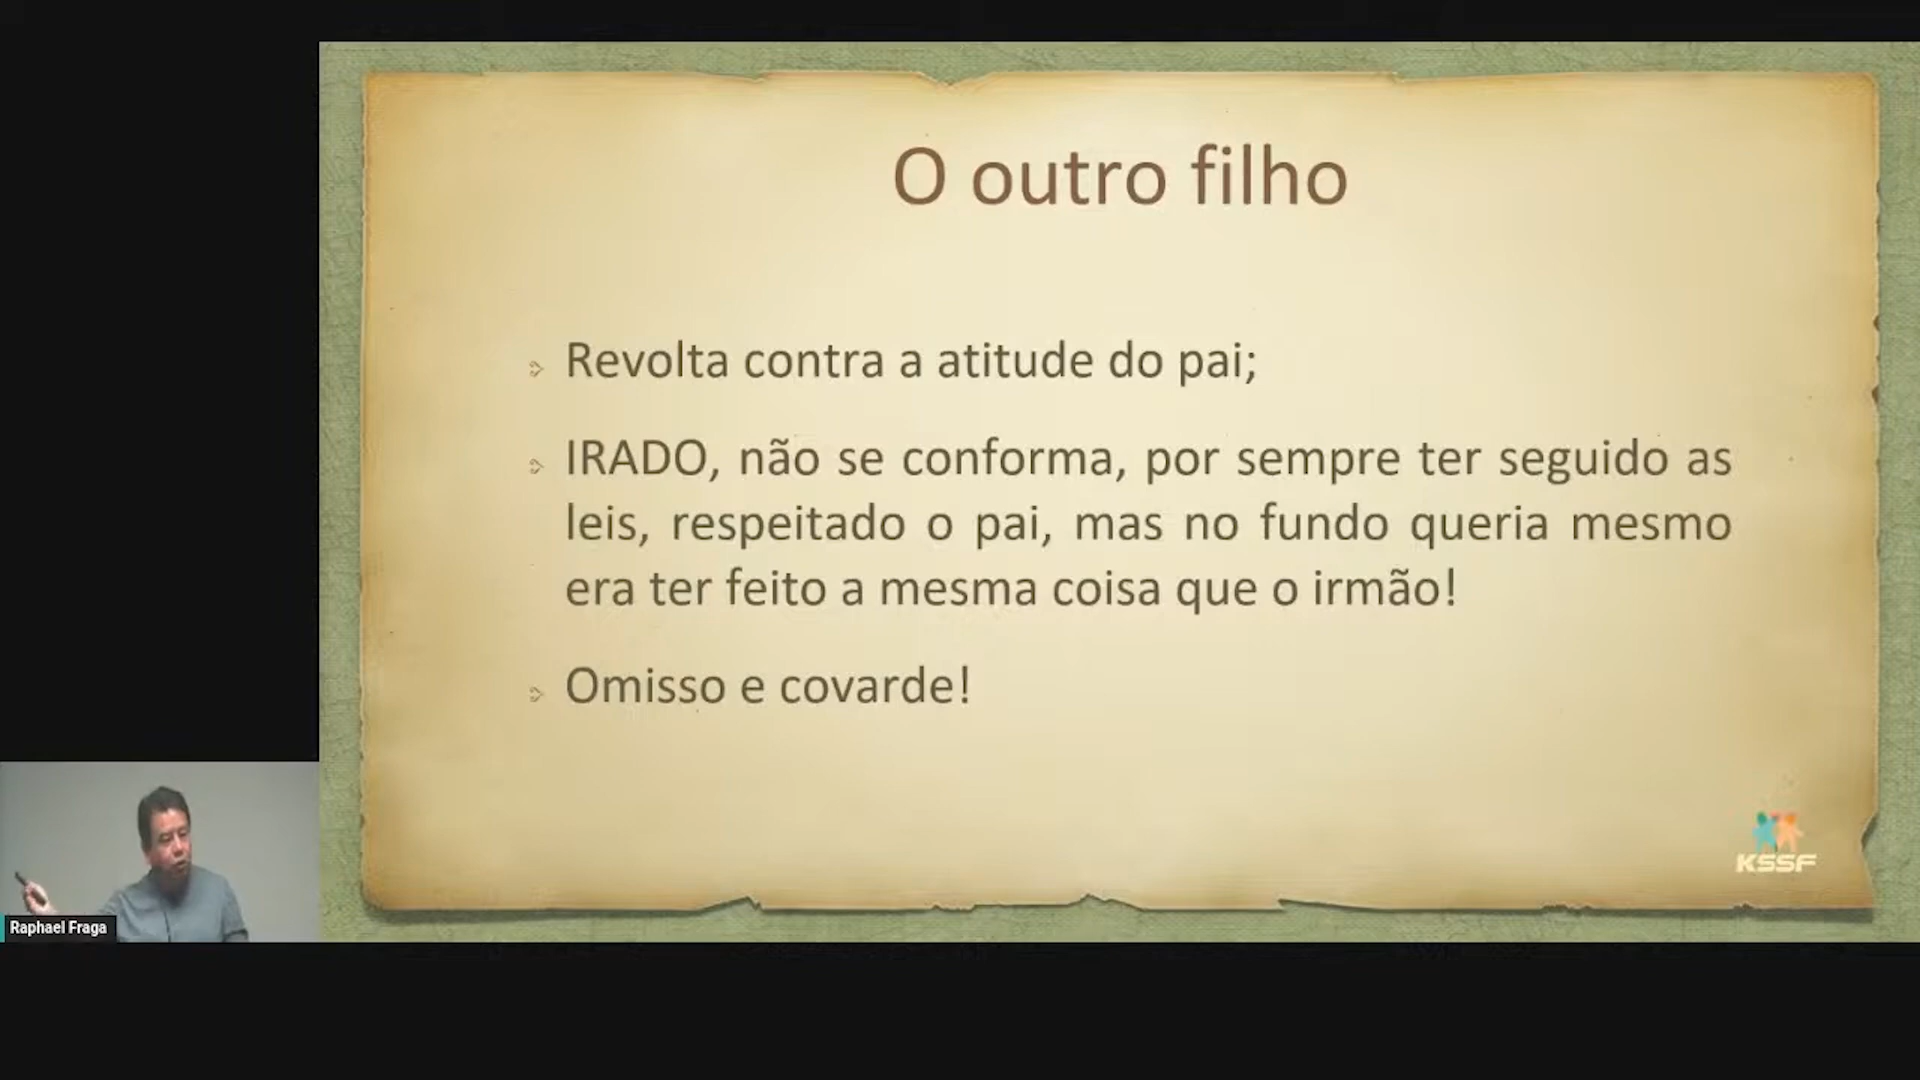 O outro filho
Revolta contra a atitude do pai;
IRADO, não se conforma, por sempre ter seguido as
leis, respeitado o pai, mas no fundo queria mesmo
era ter feito a mesma coisa que o irmão!
Omisso e covarde!
KSSF
Raphael Fraga